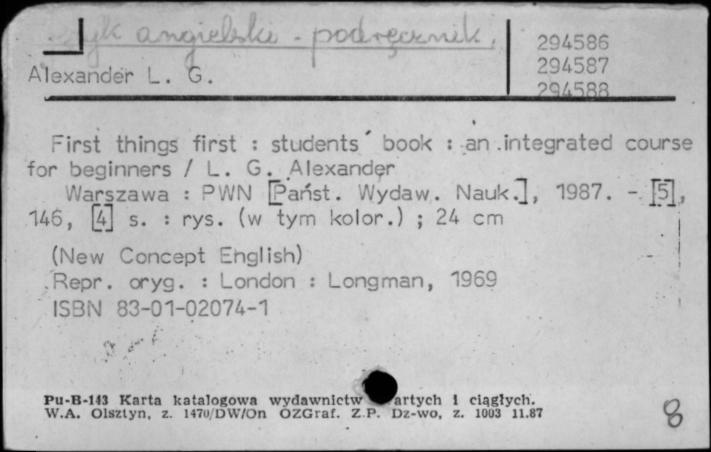 język angielski - podręcznik.
294586
Alexander L. G.
294587
294588
First things first : students´ book : an integrated course
for beginners / L. G. Alexander
Warszawa : PWN [Państ. Wydaw. Nauk.], 1987. - [5],
146, [4] s. : rys. (w tym kolor.) ; 24 cm
(New Concept English)
Repr. oryg. : London : Longman, 1969
ISBN 83-01-02074-1
Pu-B-143 Karta katalogowa wydawnictw artych i ciągłych.
W.A. Olsztyn, z. 1470/DW/On OZGraf. Z.P. Dz-wo, z. 1003 11.87
8